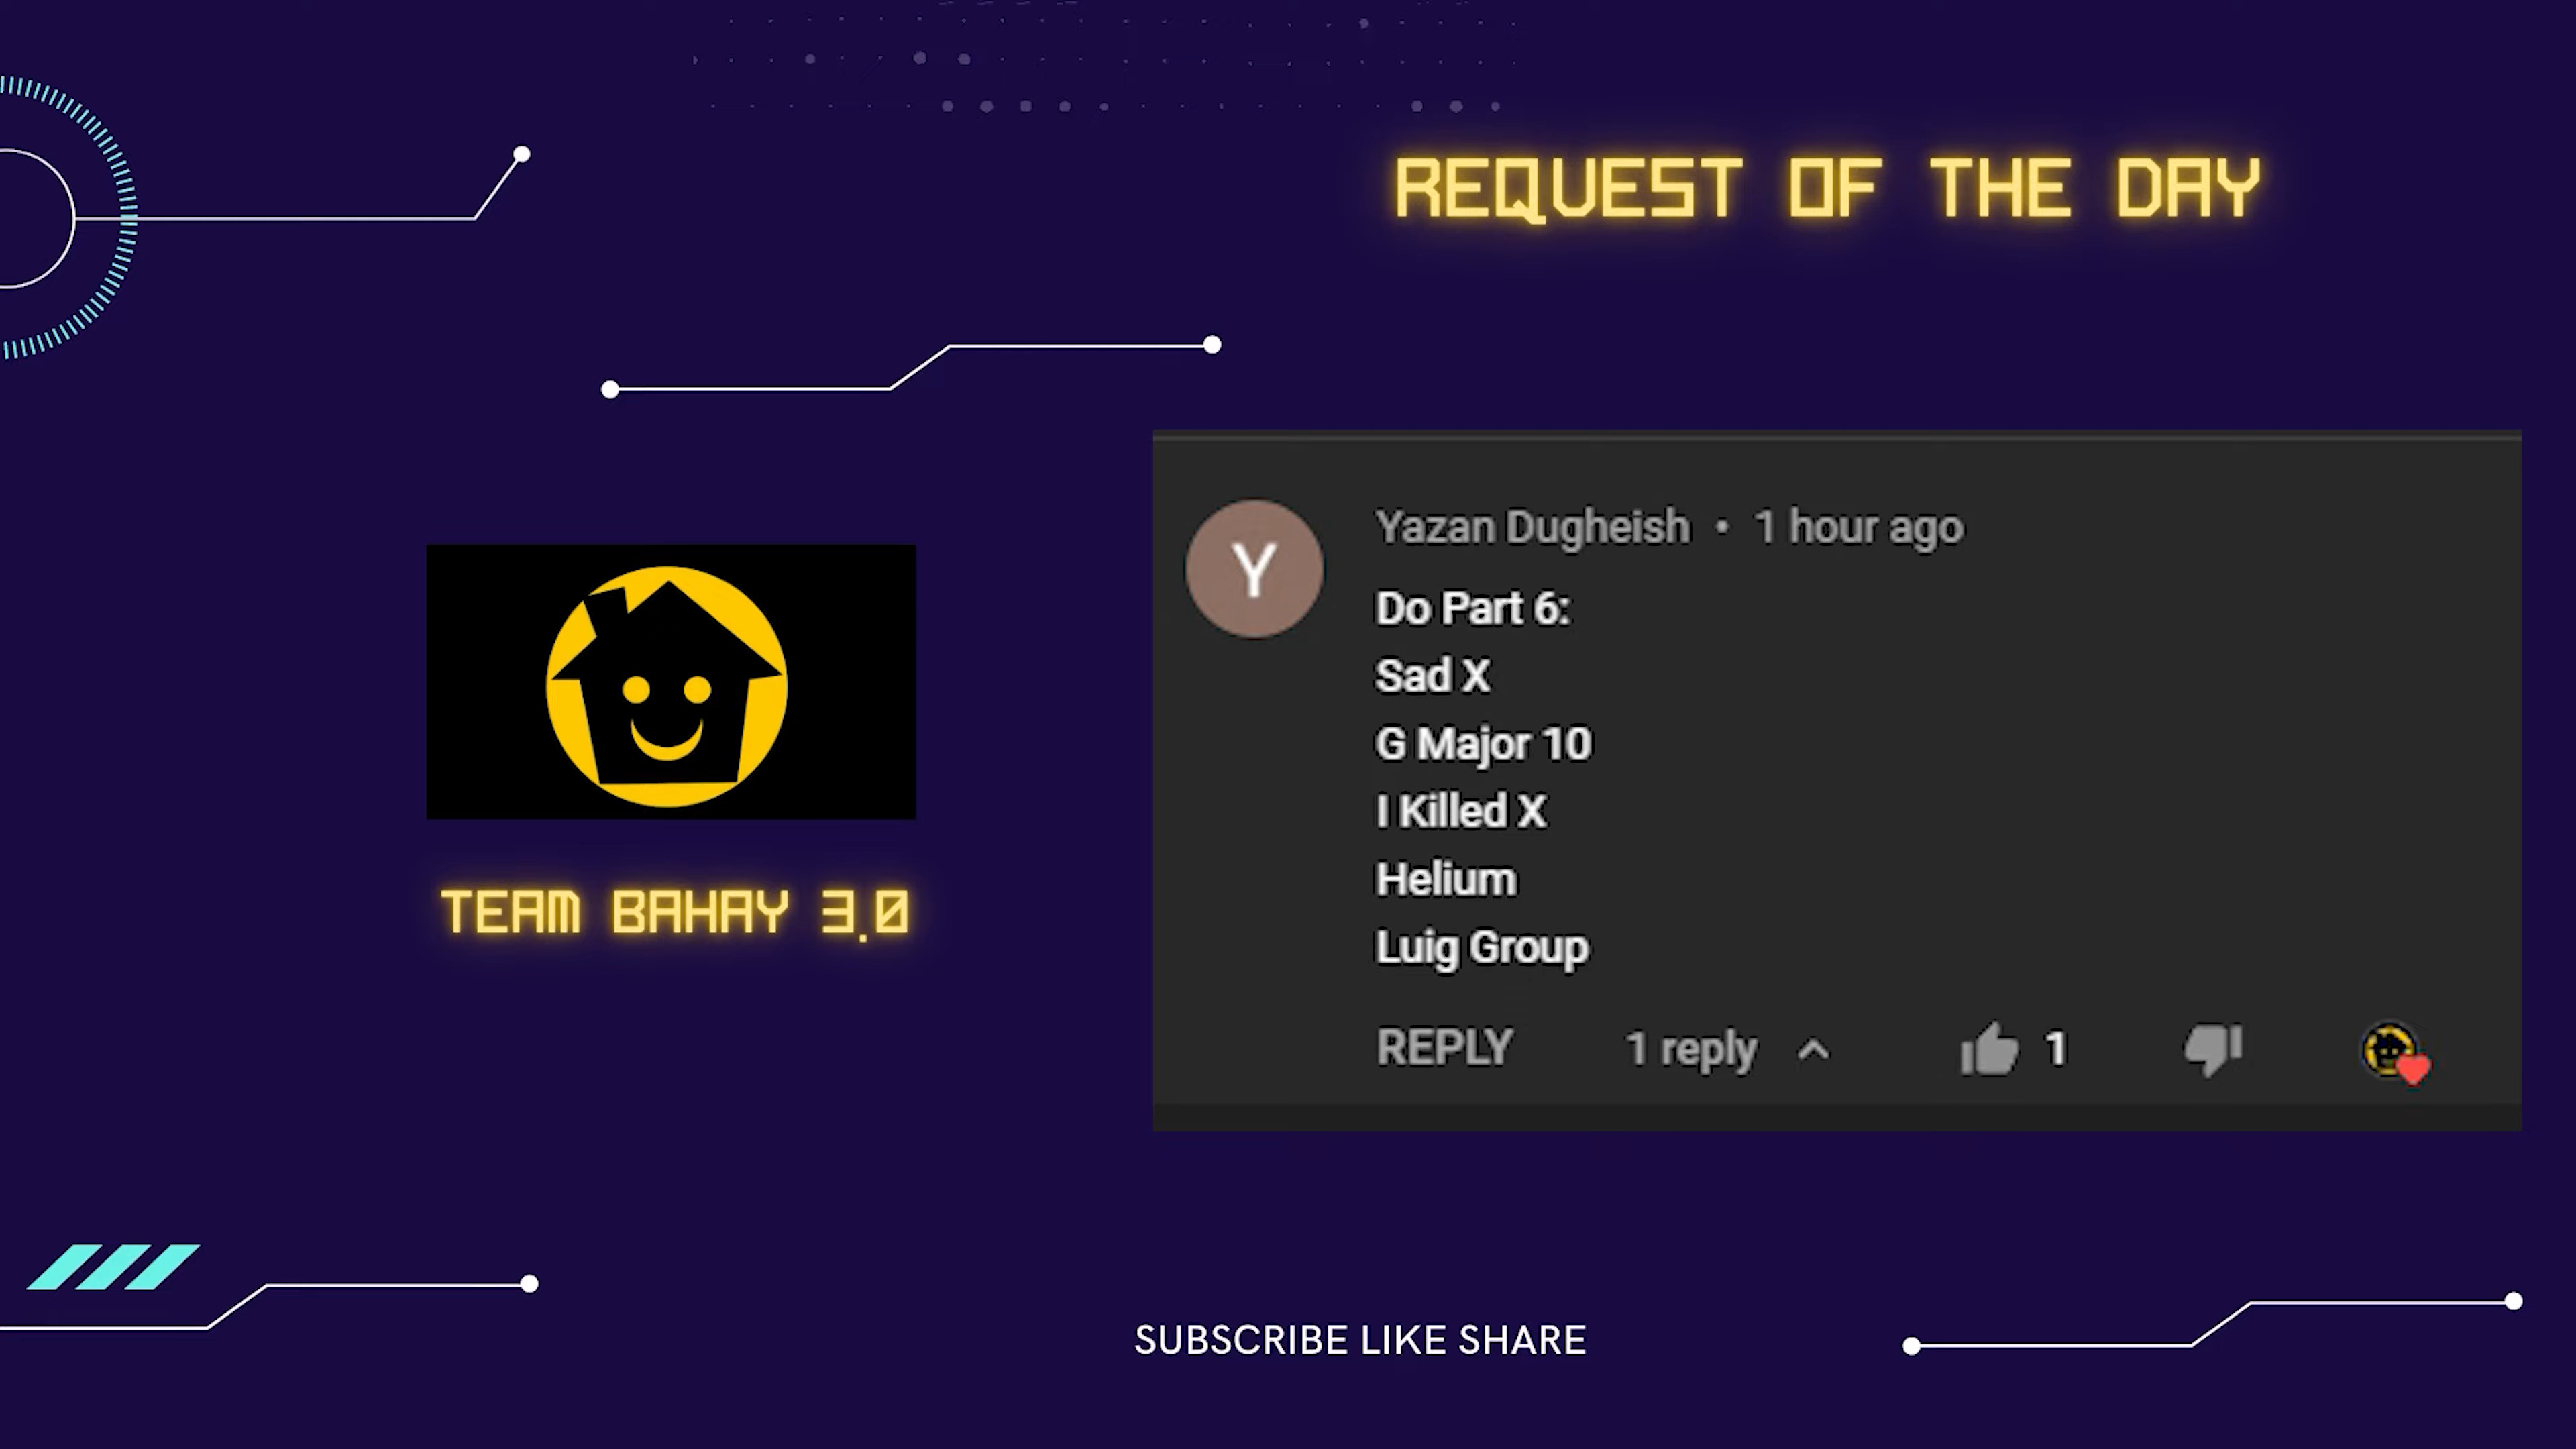 REQUEST OF THE DAY
TEAM BAHAY 3.0
Y
Yazan Dugheish • 1 hour ago
Do Part 6:
Sad X
G Major 10
I Killed X
Helium
Luig Group
REPLY 1 reply 1
SUBSCRIBE LIKE SHARE